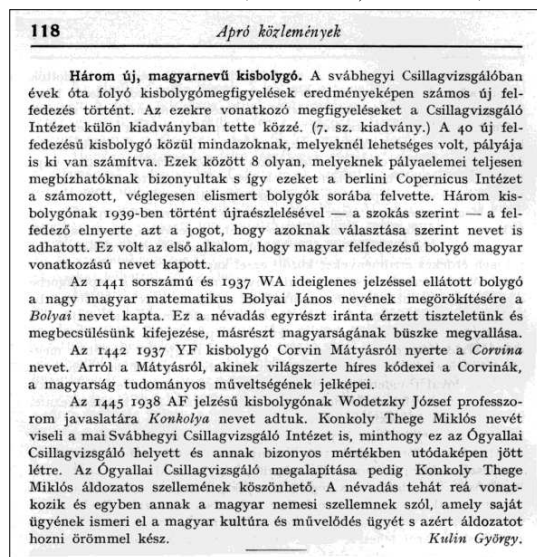 118 Apró közlemények
Három új, magyarnevű kisbolygó. A svábhegyi Csillagvizsgálóban
évek óta folyó kisbolygómegfigyelések eredményeképen számos új fel-
fedezés történt. Az ezekre vonatkozó megfigyeléseket a Csillagvizsgáló
Intézet külön kiadványban tette közzé. (7. sz. kiadvány.) A 40 új fel-
fedezésű kisbolygó közül mindazoknak, melyeknél lehetséges volt, pályája
is ki van számítva. Ezek között 8 olyan, melyeknek pályaelemei teljesen
megbízhatóknak bizonyultak s így ezeket a berlini Copernicus Intézet
a számozott, véglegesen elismert bolygók sorába felvette. Három kis-
bolygónak 1939-ben történt újraészlelésével — a szokás szerint — a fel-
fedező elnyerte azt a jogot, hogy azoknak választása szerint nevet is
adhatott. Ez volt az első alkalom, hogy magyar felfedezésű bolygó magyar
vonatkozású nevet kapott.
Az 1441 sorszámú és 1937 WA ideiglenes jelzéssel ellátott bolygó
a nagy magyar matematikus Bolyai János nevének megörökítésére a
Bolyai nevet kapta. Ez a névadás egyrészt iránta érzett tiszteletünk és
megbecsülésünk kifejezése, másrészt magyarságának büszke megvallása.
Az 1442 1937 YF kisbolygó Corvin Mátyásról nyerte a Corvina
nevet. Arról a Mátyásról, akinek világszerte híres kódexei a Corvinák,
a magyarság tudományos műveltségének jelképei.
Az 1445 1938 AF jelzésű kisbolygónak Wodetzky József professzo-
rom javaslatára Konkolya nevet adtuk. Konkoly Thege Miklós nevét
viseli a mai Svábhegyi Csillagvizsgáló Intézet is, minthogy ez az Ógyallai
Csillagvizsgáló helyett és annak bizonyos mértékben utódaképen jött
létre. Az Ógyallai Csillagvizsgáló megalapítása pedig Konkoly Thege
Miklós áldozatos szellemének köszönhető. A névadás tehát reá vonat-
kozik és egyben annak a magyar nemesi szellemnek szól, amely saját
ügyének ismeri el a magyar kultúra és művelődés ügyét s azért áldozatot
hozni örömmel kész. Kulin György.